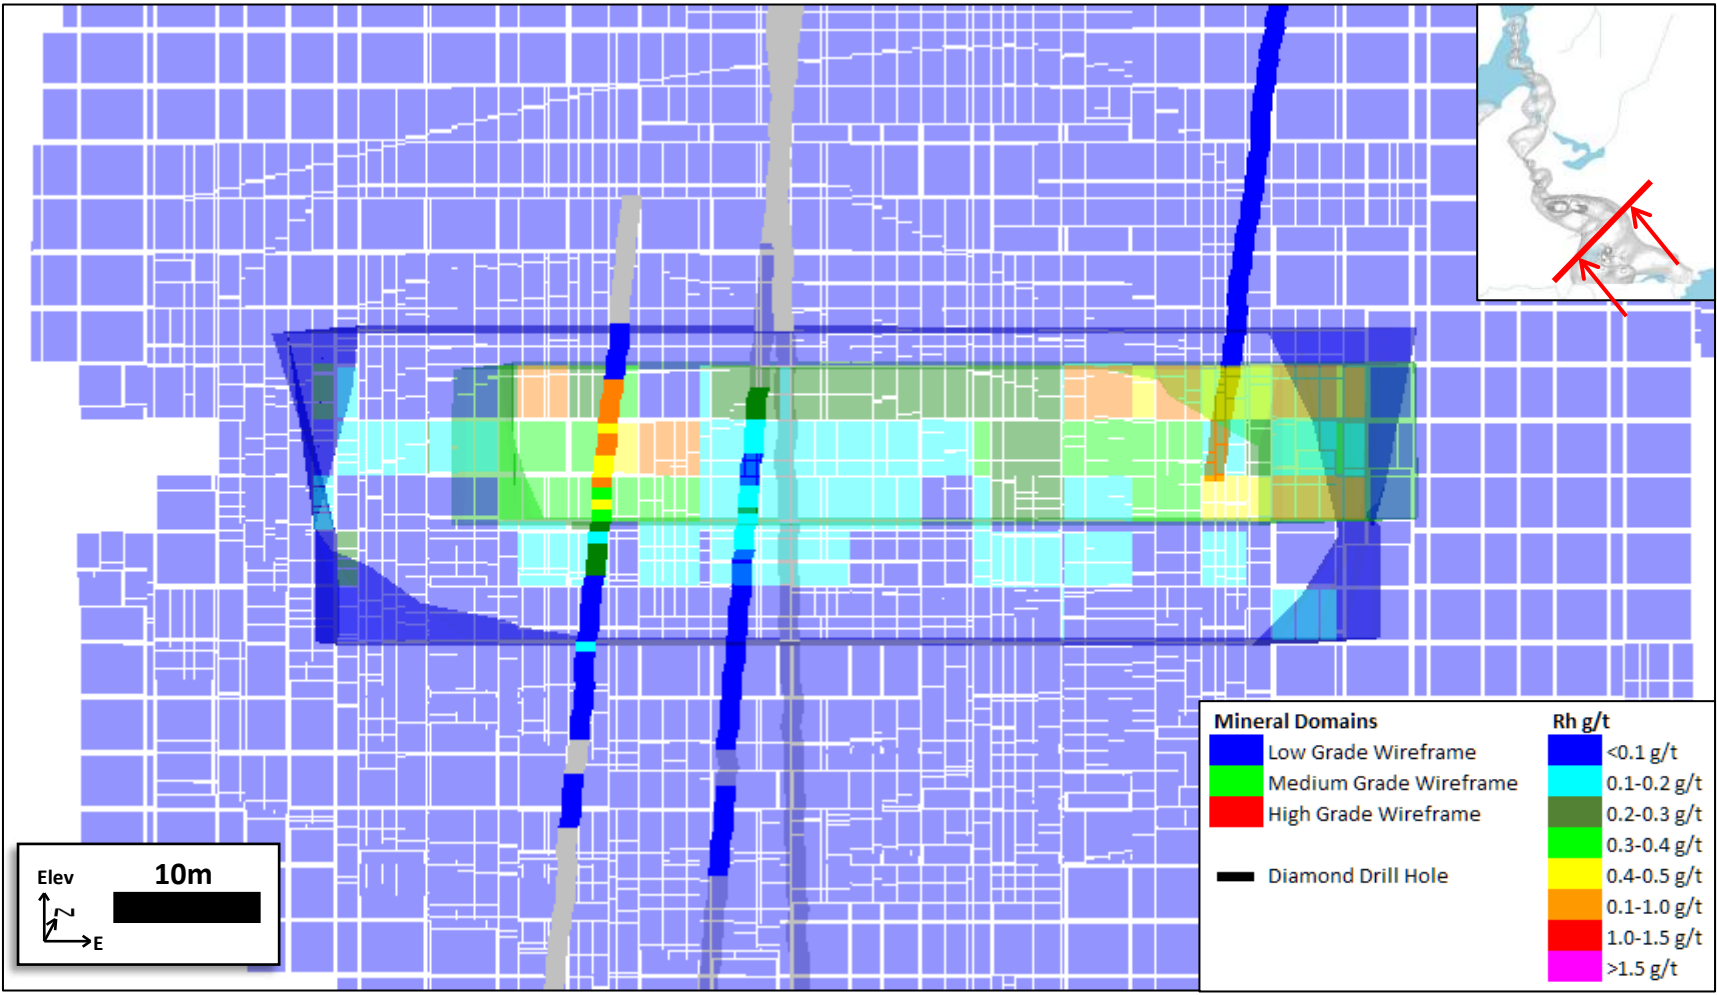 Mineral Domains
Low Grade Wireframe
Medium Grade Wireframe
High Grade Wireframe
Diamond Drill Hole
Rh g/t
<0.1 g/t
0.1-0.2 g/t
0.2-0.3 g/t
0.3-0.4 g/t
0.4-0.5 g/t
0.1-1.0 g/t
1.0-1.5 g/t
>1.5 g/t
Elev
N
E
10m